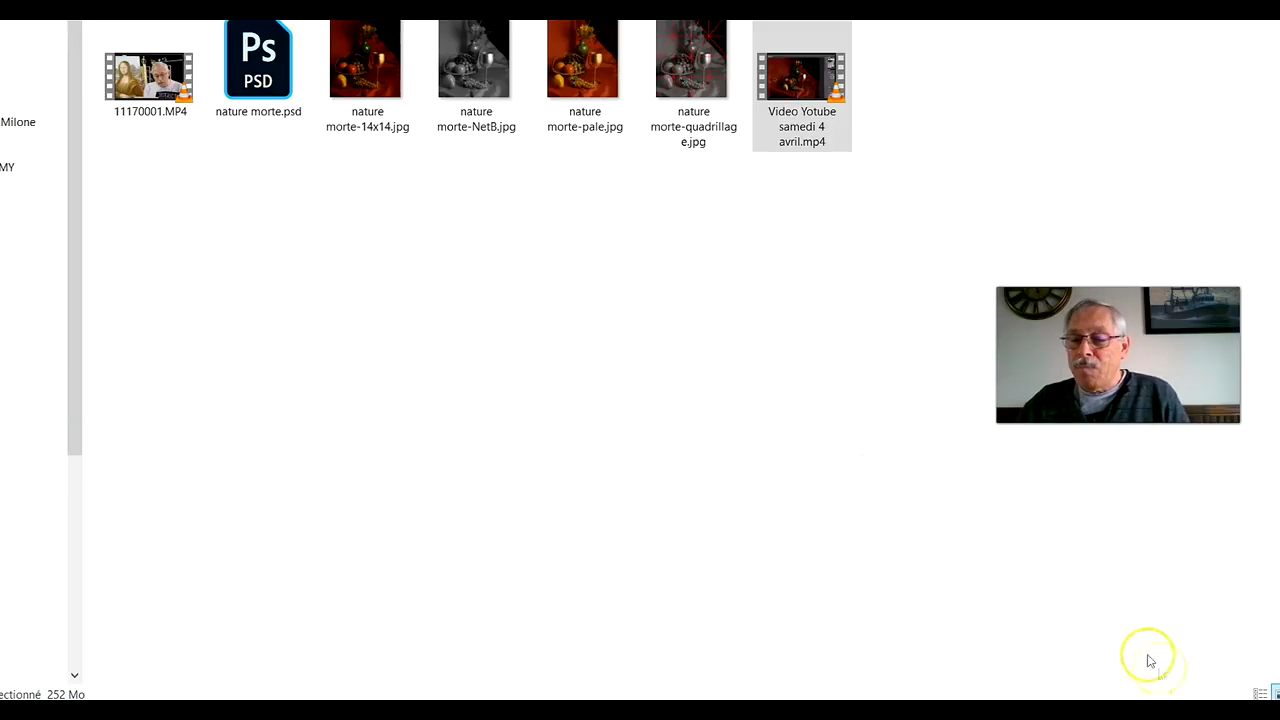 Milone
MY
Ps
PSD
11170001.MP4
nature morte.psd
nature
morte-14x14.jpg
nature
morte-NetB.jpg
nature
morte-pale.jpg
nature
morte-quadrillag
e.jpg
Video Yotube
samedi 4
avril.mp4
ectionné 252 Mo